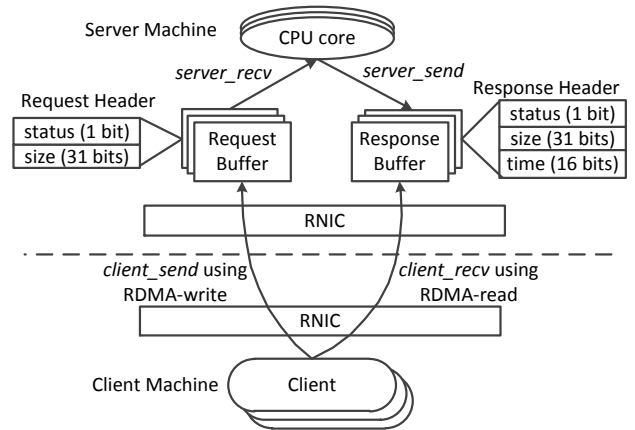 Server Machine
CPU core
server_recv
server_send
Request Header
status (1 bit)
size (31 bits)
Request
Buffer
Response
Buffer
Response Header
status (1 bit)
size (31 bits)
time (16 bits)
RNIC
client_send using
RDMA-write
client_recv using
RDMA-read
RNIC
Client Machine
Client